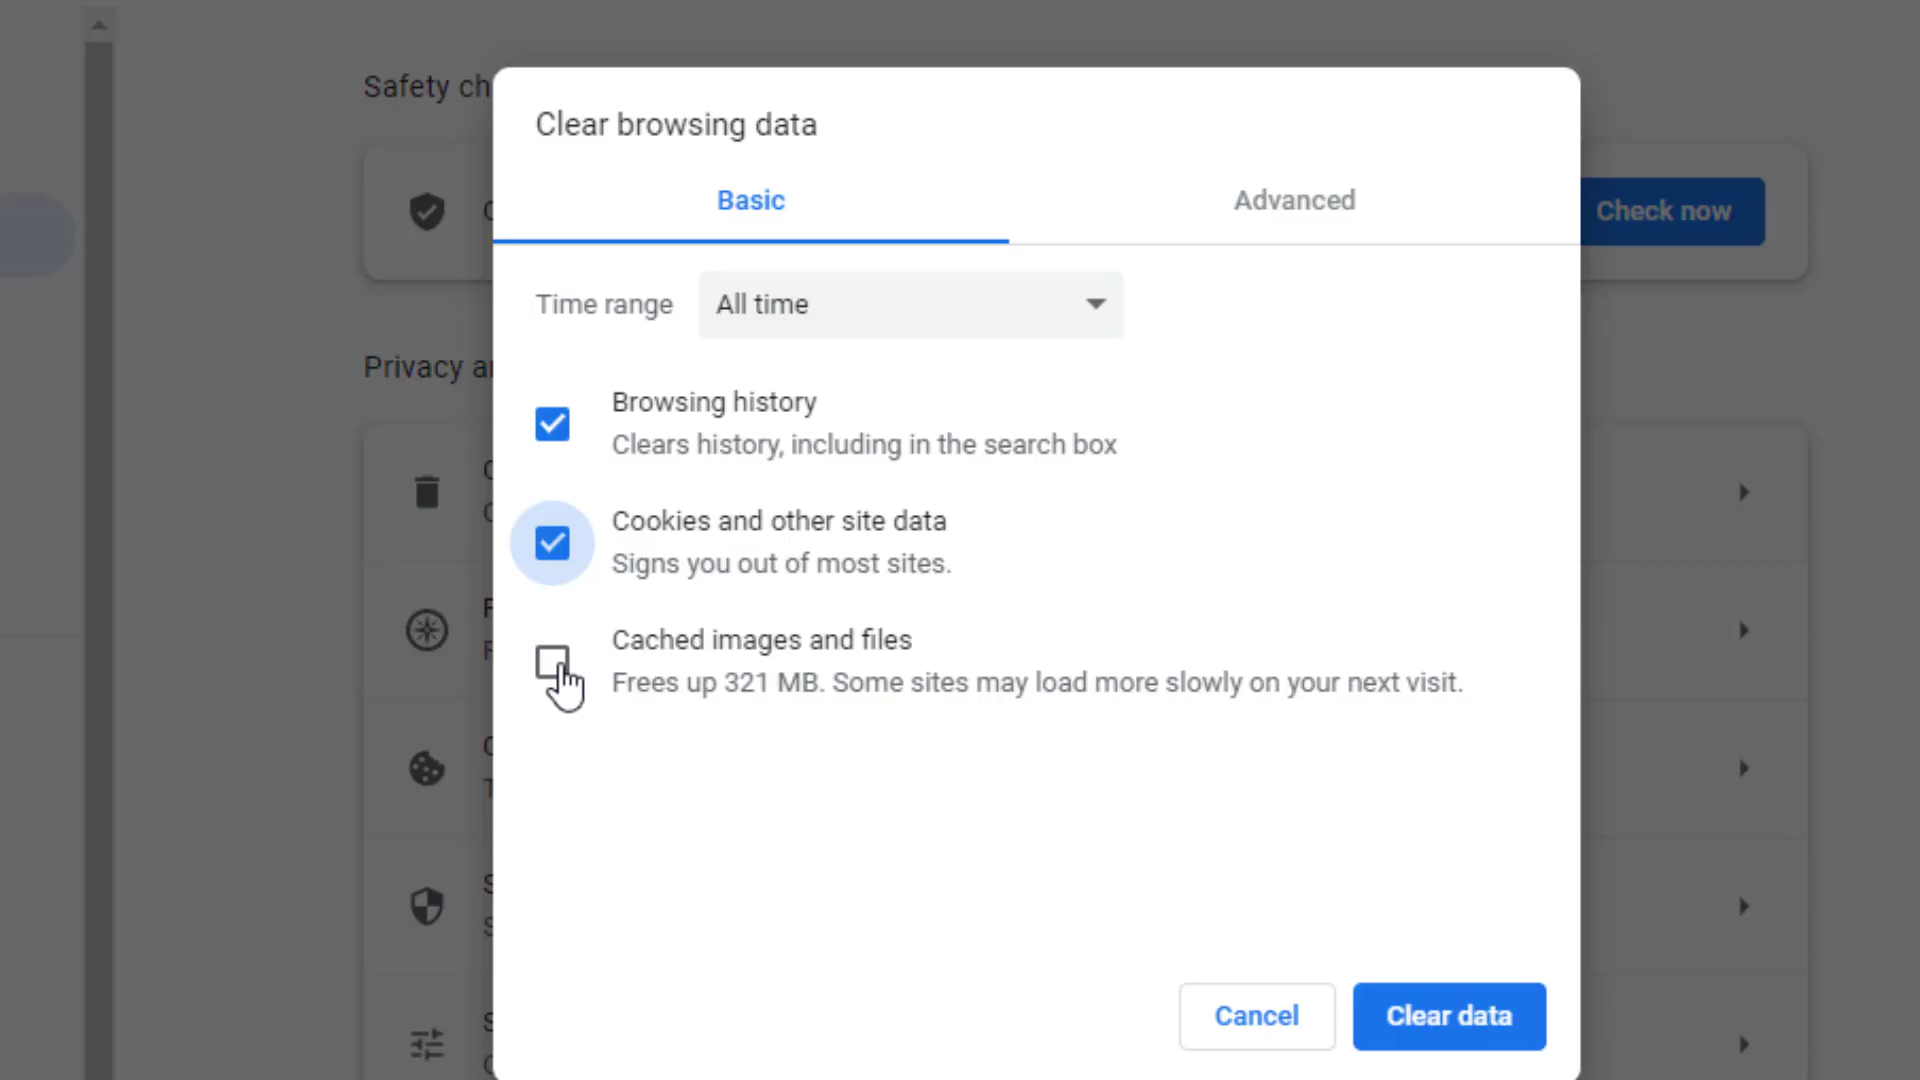 Safety ch
Clear browsing data
Basic
Advanced
Check now
Time range
All time
Privacy a
Browsing history
Clears history, including in the search box
Cookies and other site data
Signs you out of most sites.
Cached images and files
Frees up 321 MB. Some sites may load more slowly on your next visit.
Cancel
Clear data